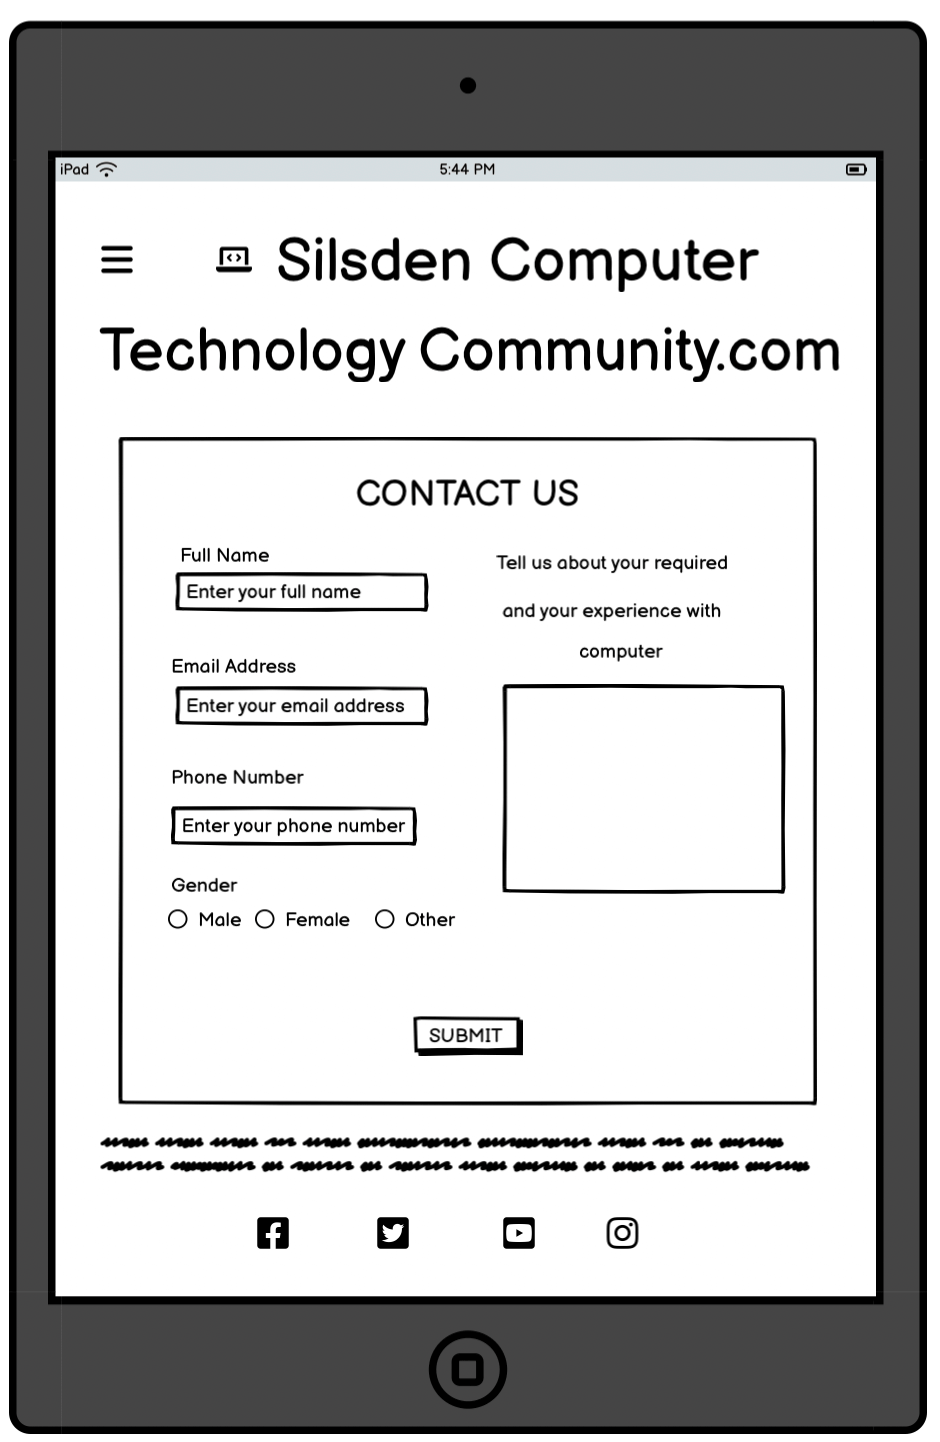 iPad 5:44 PM
Silsden Computer
Technology Community.com
CONTACT US
Full Name
Enter your full name
Email Address
Enter your email address
Phone Number
Enter your phone number
Gender
Male Female Other
Tell us about your required
and your experience with
computer
SUBMIT